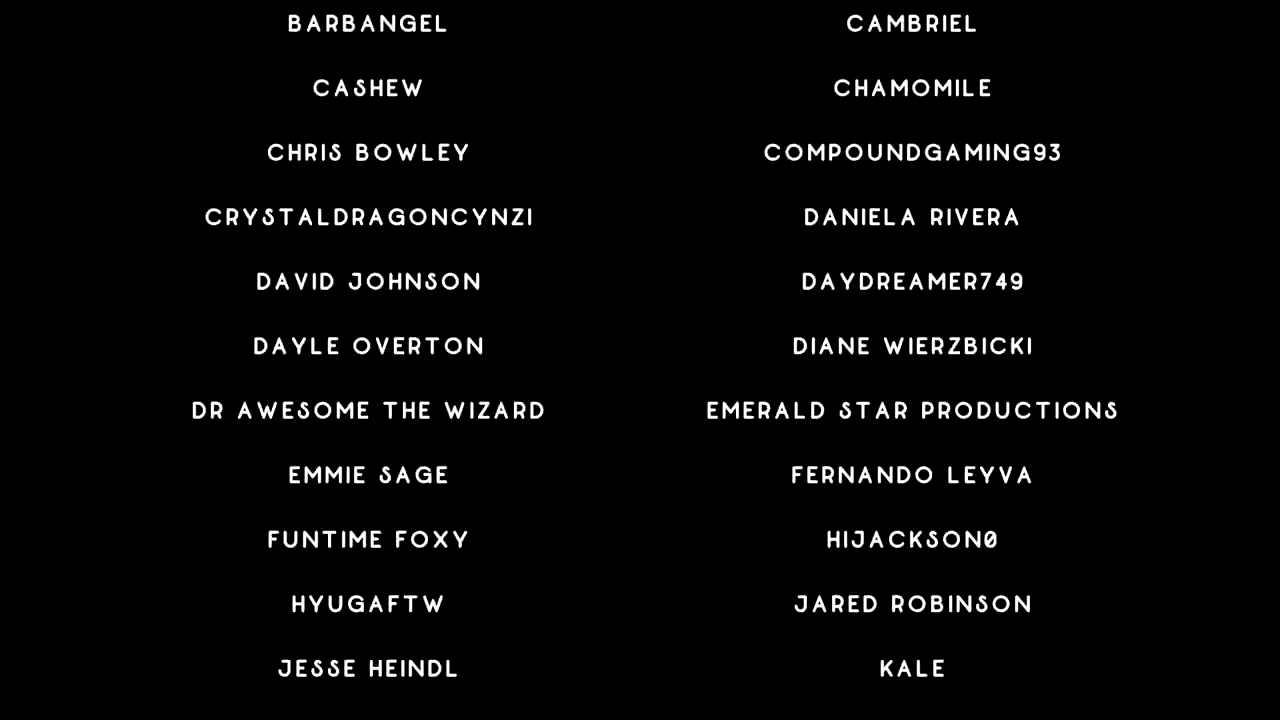 BARBANGEL CAMBRIEL
CASHEW CHAMOMILE
CHRIS BOWLEY COMPOUNDGAMING93
CRYSTALDRAGONCYNZI DANIELA RIVERA
DAVID JOHNSON DAYDREAMER749
DAYLE OVERTON DIANE WIERZBICKI
DR AWESOME THE WIZARD EMERALD STAR PRODUCTIONS
EMMIE SAGE FERNANDO LEYVA
FUNTIME FOXY HIJACKSON0
HYUGAFTW JARED ROBINSON
JESSE HEINDL KALE